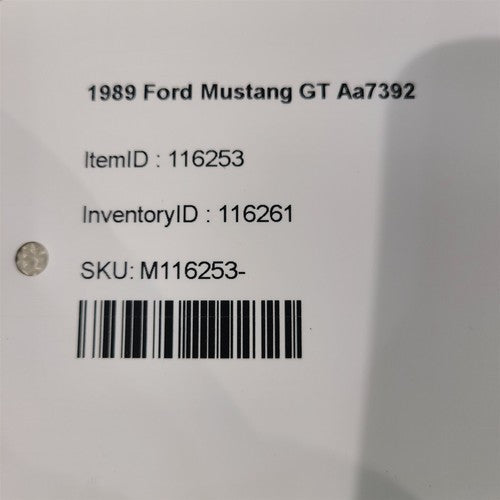 1989 Ford Mustang GT Aa7392
ItemID : 116253
InventoryID : 116261
SKU: M116253-